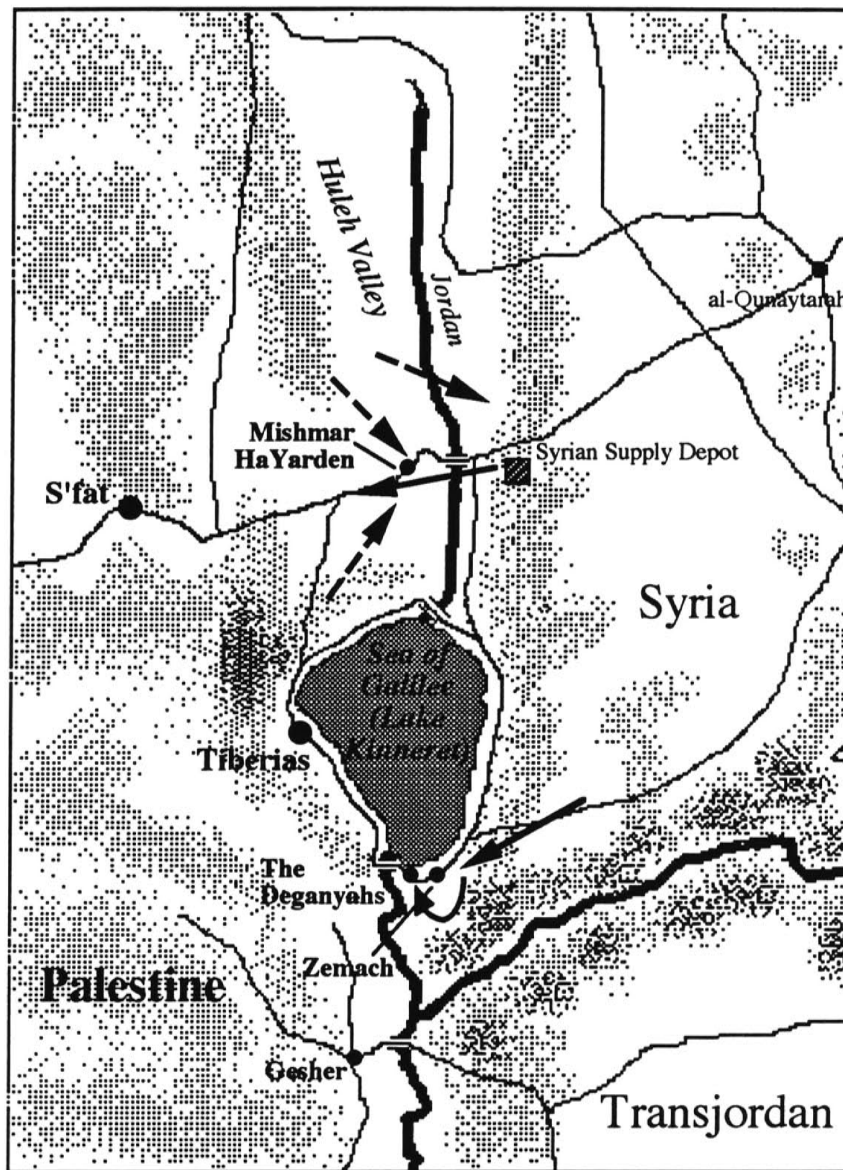 Huleh Valley
Jordan
al-Qunaytarah
Mishmar
HaYarden
Syrian Supply Depot
S'fat
Syria
Sea of
Galilee
(Lake
Kinneret)
Tiberias
The
Deganyahs
Zemach
Palestine
Gesher
Transjordan